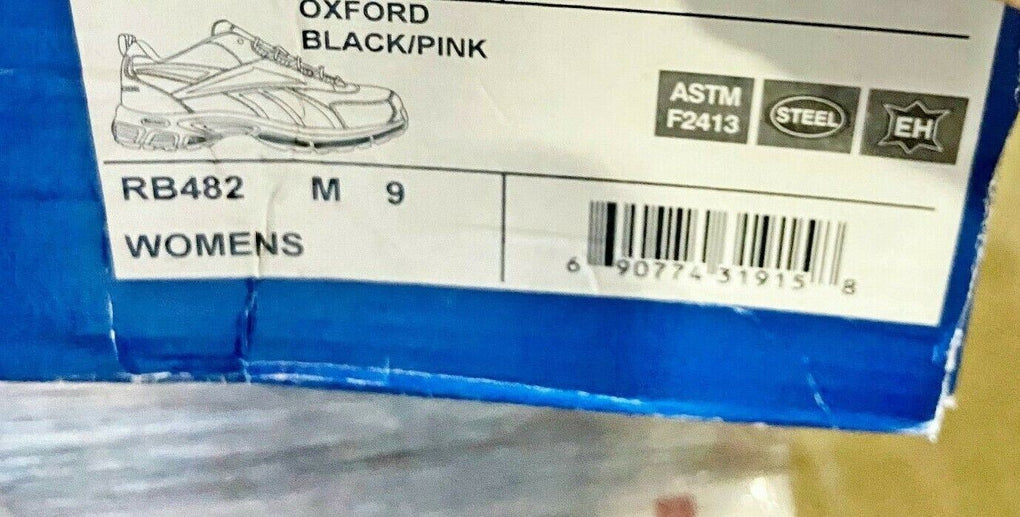 OXFORD
BLACK/PINK
ASTM
F2413
STEEL
EH
RB482 M 9
WOMENS
6 90774 31915 8